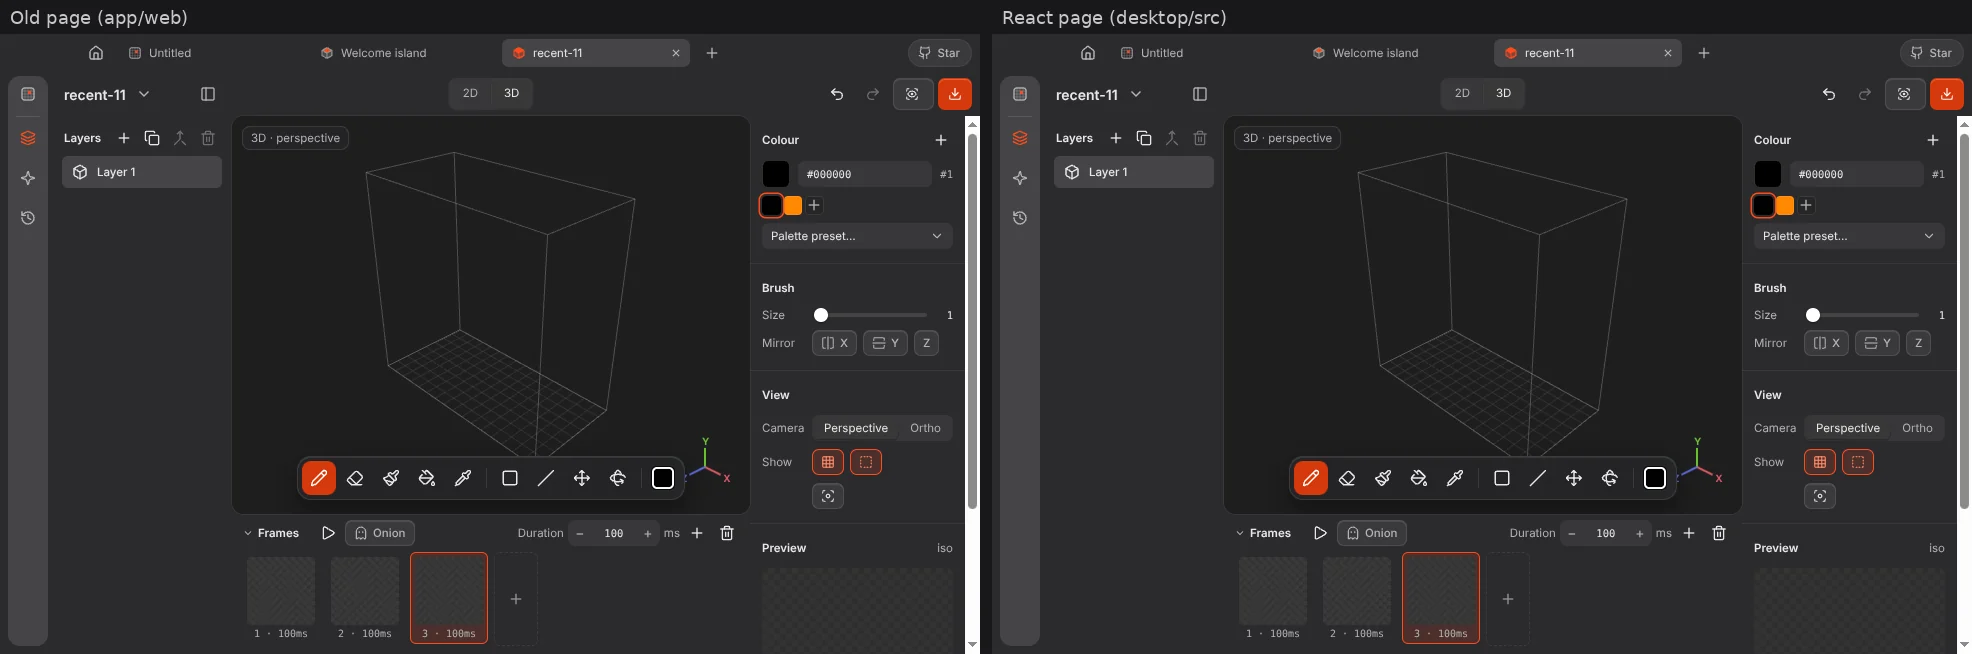 Old page (app/web)
Untitled
Welcome island
recent-11
Star
recent-11
2D 3D
Layers
Layer 1
3D · perspective
Y
X
Colour
#000000 #1
Palette preset...
Brush
Size 1
Mirror X Y Z
View
Camera Perspective Ortho
Show
Preview iso
Frames Onion Duration − 100 + ms
1 · 100ms 2 · 100ms 3 · 100ms
React page (desktop/src)
Untitled
Welcome island
recent-11
Star
recent-11
2D 3D
Layers
Layer 1
3D · perspective
Y
X
Colour
#000000 #1
Palette preset...
Brush
Size 1
Mirror X Y Z
View
Camera Perspective Ortho
Show
Preview iso
Frames Onion Duration − 100 + ms
1 · 100ms 2 · 100ms 3 · 100ms